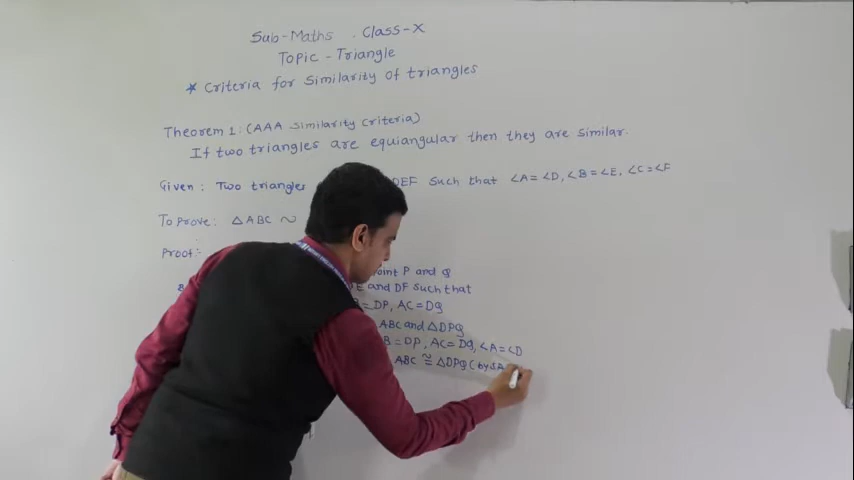 Sub-Maths . Class-X
Topic - Triangle
* Criteria for Similarity of triangles
Theorem 1: (AAA Similarity Criteria)
If two triangles are equiangular then they are similar.
Given: Two triangles DEF such that ∠A=∠D, ∠B=∠E, ∠C=∠F
To Prove: △ABC ~
Proof:-
point P and Q
DE and DF such that
= DP, AC = DQ
ABC and △DPQ
B = DP, AC = DQ, ∠A=∠D
ABC ≅ △DPQ (by SA